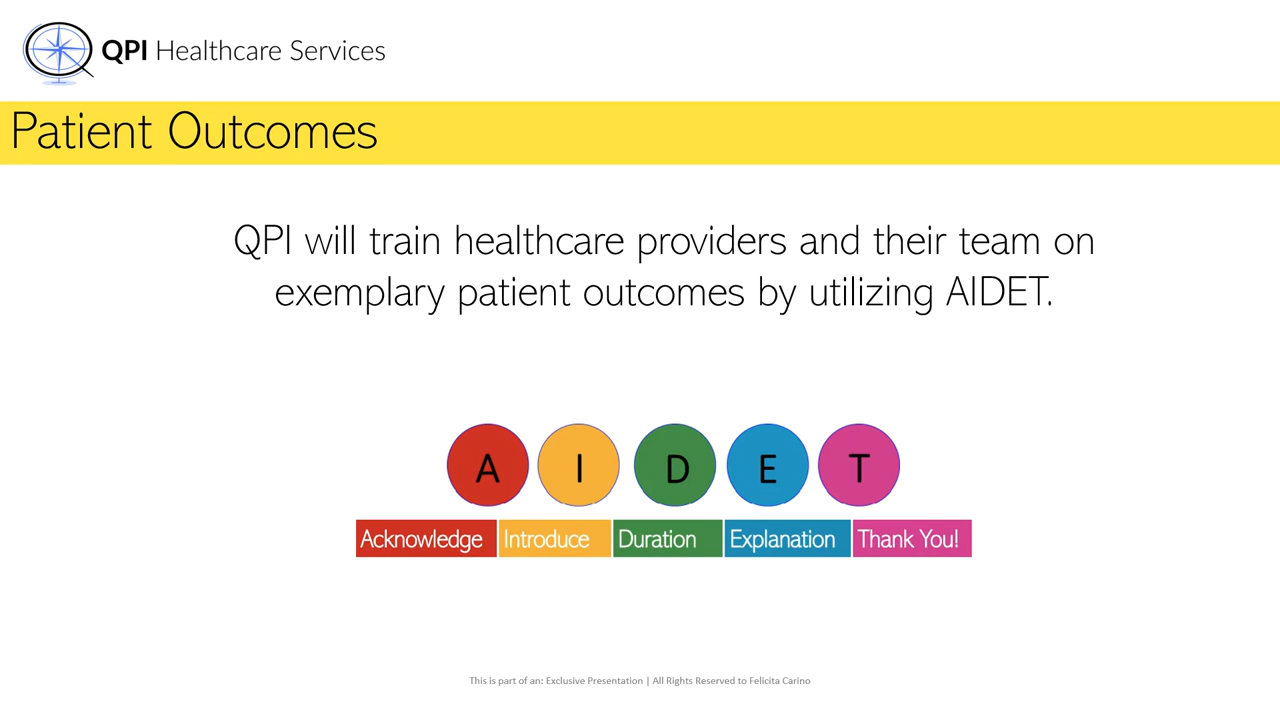 QPI Healthcare Services
Patient Outcomes
QPI will train healthcare providers and their team on
exemplary patient outcomes by utilizing AIDET.
A I D E T
Acknowledge Introduce Duration Explanation Thank You!
This is part of an: Exclusive Presentation | All Rights Reserved to Felicita Carino